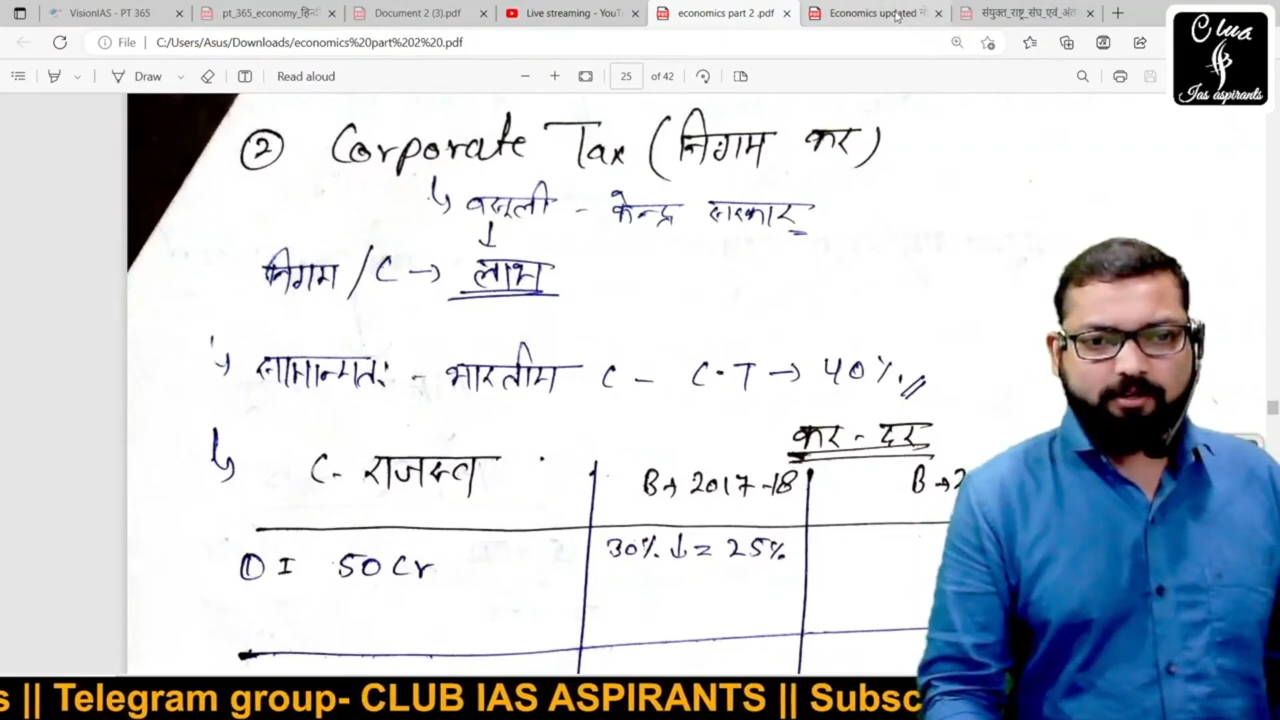 VisionIAS - PT 365
pt_365_economy_हिन्द
Document 2 (3).pdf
Live streaming - YouT
economics part 2 .pdf
Economics updated नो
संयुक्त_राष्ट्र_संघ_एवं_अंत
File
C:/Users/Asus/Downloads/economics%20part%202%20.pdf
Draw
Read aloud
25 of 42
Clua
Ias aspirants
② Corporate Tax (निगम कर)
↳ वसूली - केन्द्र सरकार
↓
निगम / C → लाभ
↳ सामान्यतः - भारतीय C - C.T → 40%.
कर - दर
↳ C- राजस्व
B→ 2017-18
B→2
① I 50 Cr
30% ↓ = 25%
s || Telegram group- CLUB IAS ASPIRANTS || Subsc